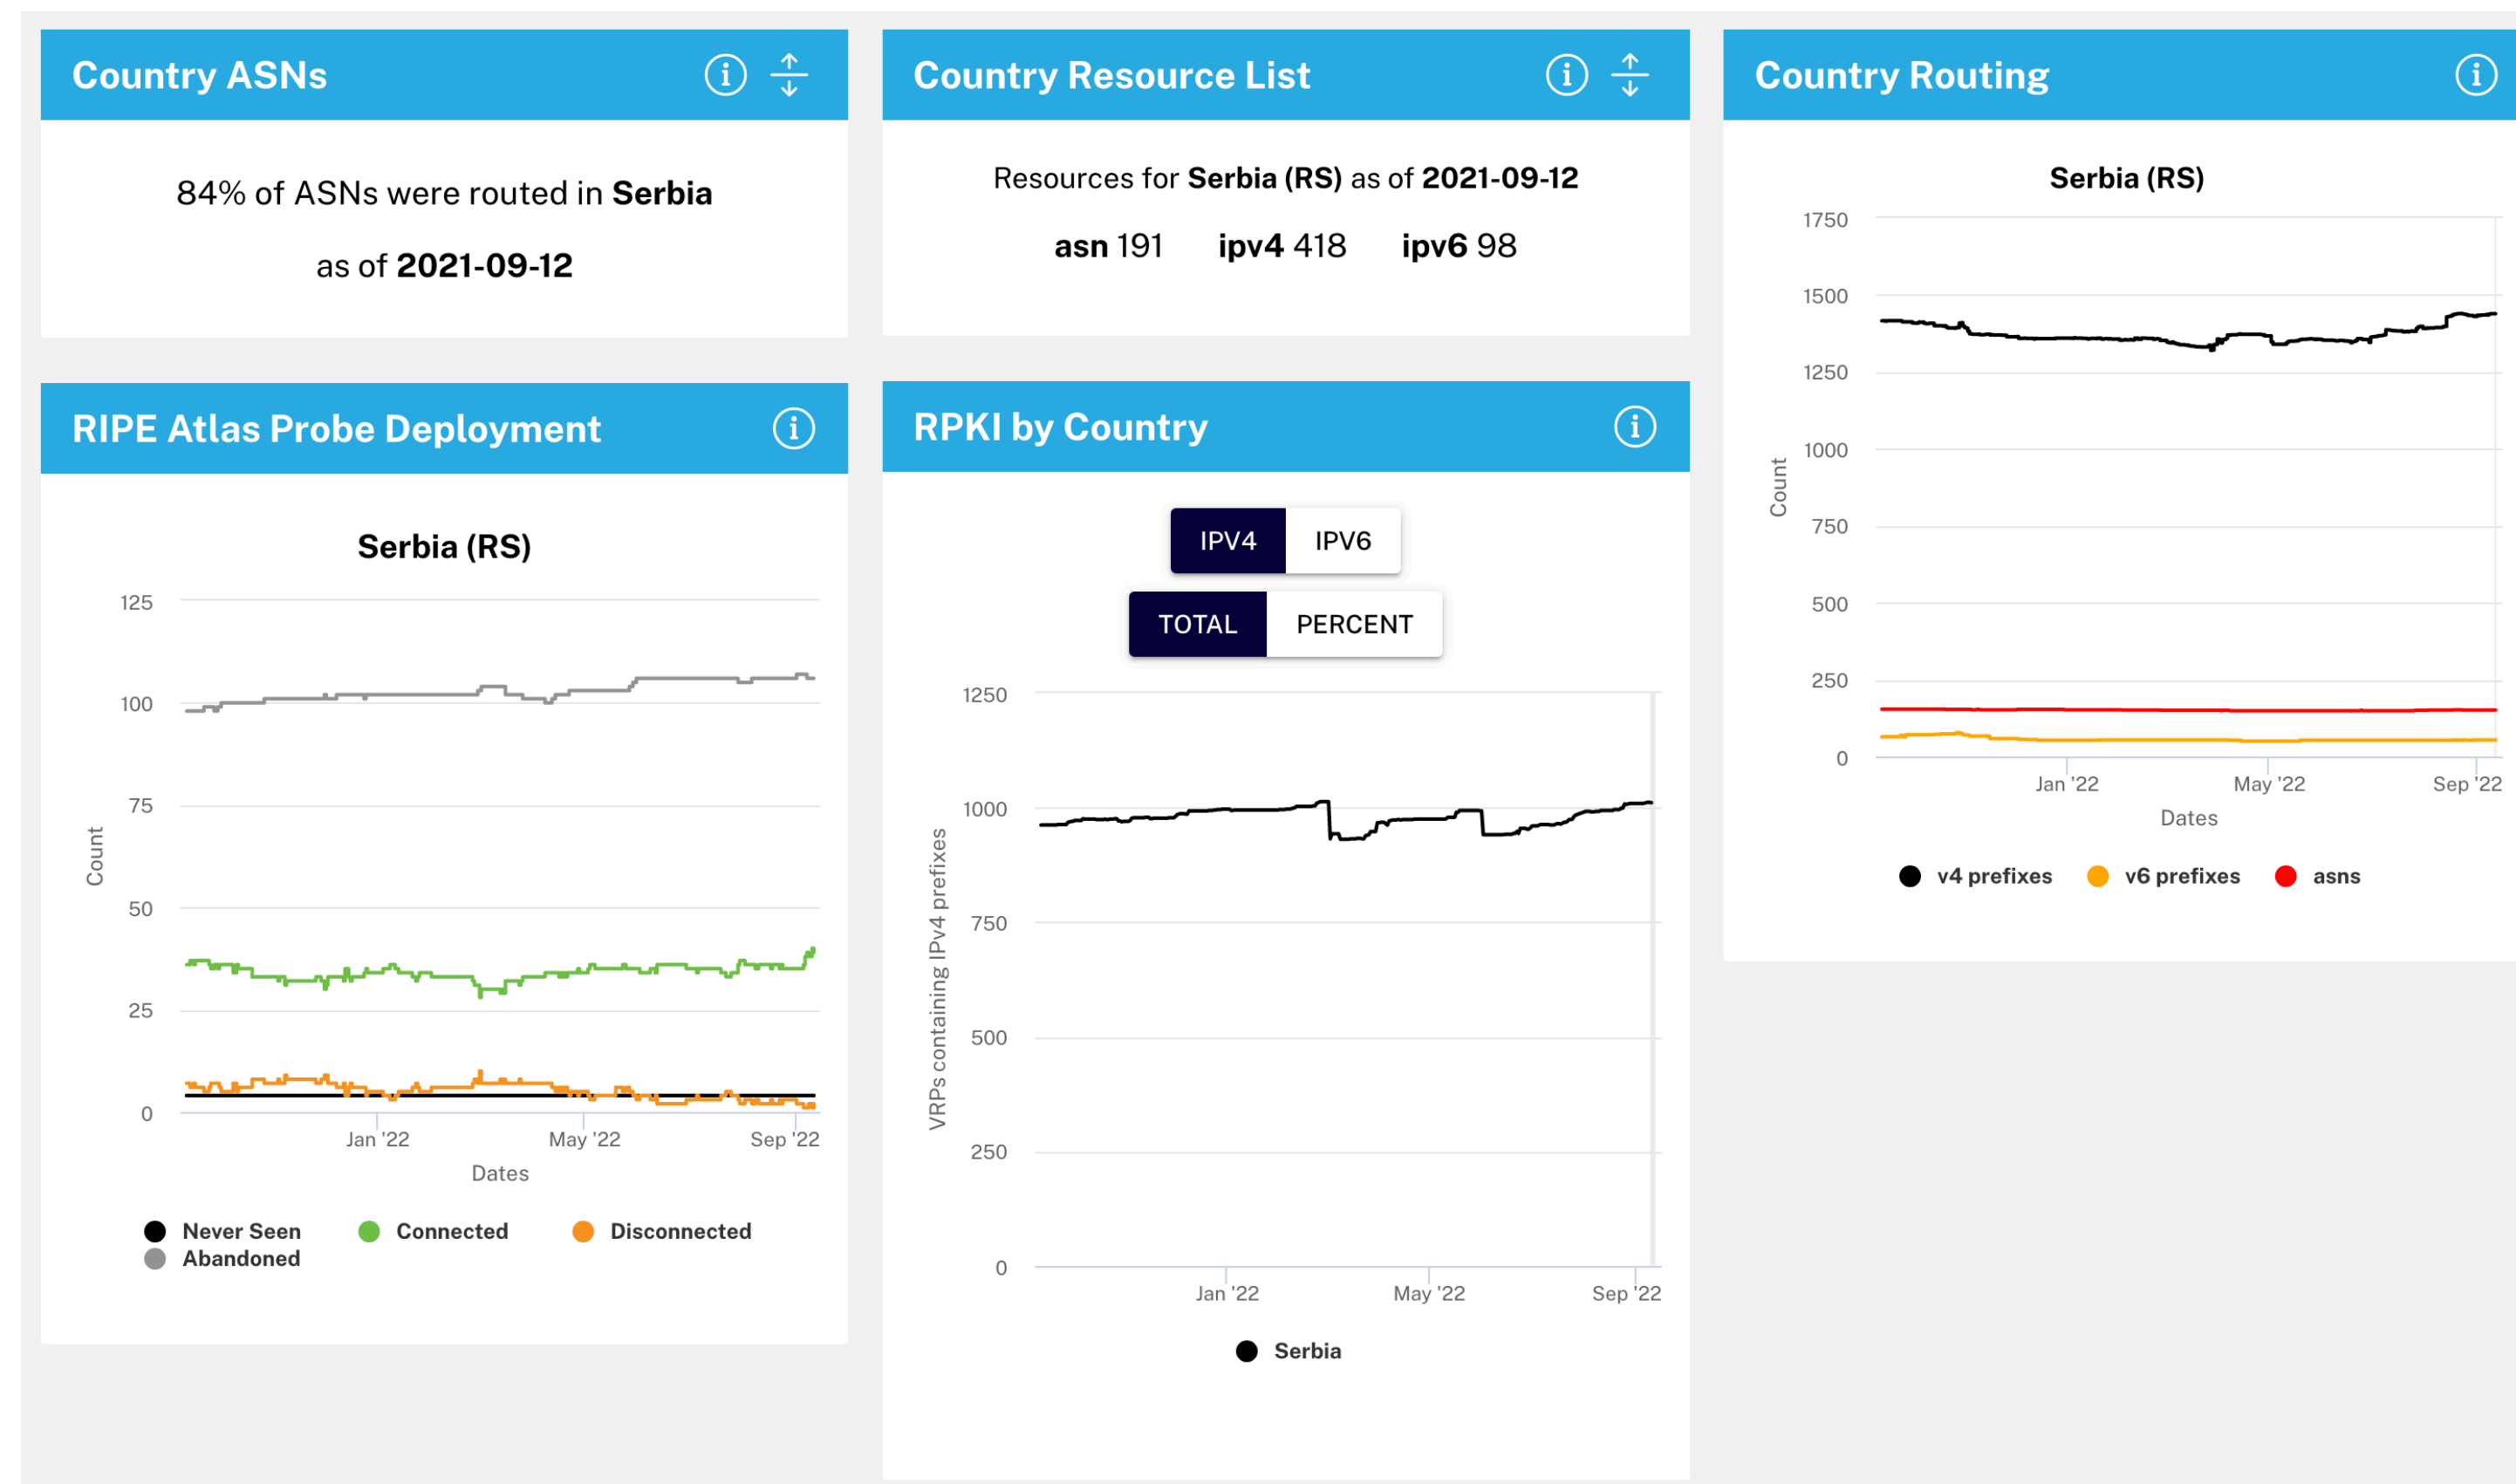 Country ASNs
84% of ASNs were routed in Serbia
as of 2021-09-12
Country Resource List
Resources for Serbia (RS) as of 2021-09-12
asn 191 ipv4 418 ipv6 98
Country Routing
Serbia (RS)
1750
1500
1250
1000
750
500
250
0
Count
Jan '22 May '22 Sep '22
Dates
v4 prefixes v6 prefixes asns
RIPE Atlas Probe Deployment
Serbia (RS)
125
100
75
50
25
0
Count
Jan '22 May '22 Sep '22
Dates
Never Seen Connected Disconnected
Abandoned
RPKI by Country
IPV4 IPV6
TOTAL PERCENT
1250
1000
750
500
250
0
VRPs containing IPv4 prefixes
Jan '22 May '22 Sep '22
Serbia